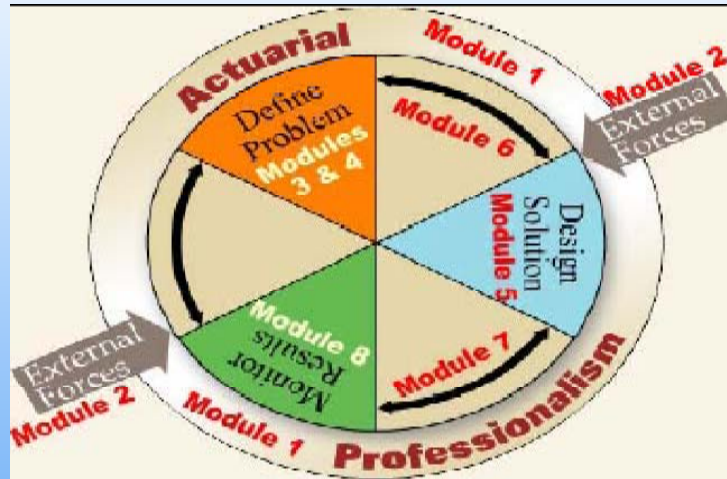 Actuarial
Module 1
Module 2
External
Forces
Define
Problem
Modules
3 & 4
Module 6
Design
Solution
Module 5
Module 7
Module 8
Monitor
Results
External
Forces
Module 2
Module 1
Professionalism